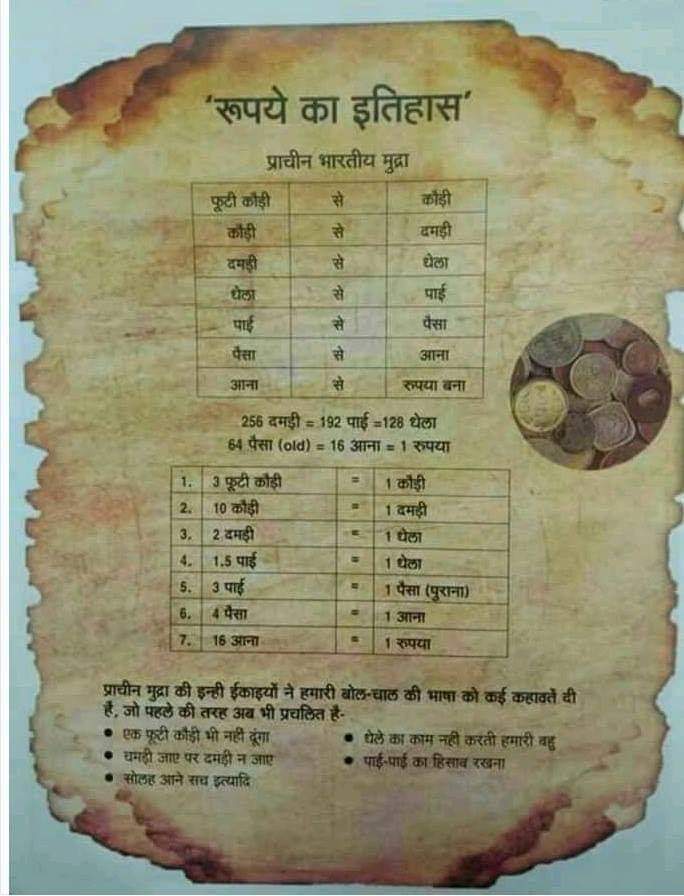 ‘रूपये का इतिहास’
प्राचीन भारतीय मुद्रा
फूटी कौड़ी से कौड़ी
कौड़ी से दमड़ी
दमड़ी से धेला
धेला से पाई
पाई से पैसा
पैसा से आना
आना से रुपया बना
256 दमड़ी = 192 पाई =128 धेला
64 पैसा (old) = 16 आना = 1 रुपया
1. 3 फूटी कौड़ी = 1 कौड़ी
2. 10 कौड़ी = 1 दमड़ी
3. 2 दमड़ी = 1 धेला
4. 1.5 पाई = 1 धेला
5. 3 पाई = 1 पैसा (पुराना)
6. 4 पैसा = 1 आना
7. 16 आना = 1 रुपया
प्राचीन मुद्रा की इन्ही ईकाइयों ने हमारी बोल-चाल की भाषा को कई कहावतें दी
हैं, जो पहले की तरह अब भी प्रचलित है-
• एक फूटी कौड़ी भी नहीं दूंगा
• धेले का काम नही करती हमारी बहु
• चमड़ी जाए पर दमड़ी न जाए
• पाई-पाई का हिसाब रखना
• सोलह आने सच इत्यादि